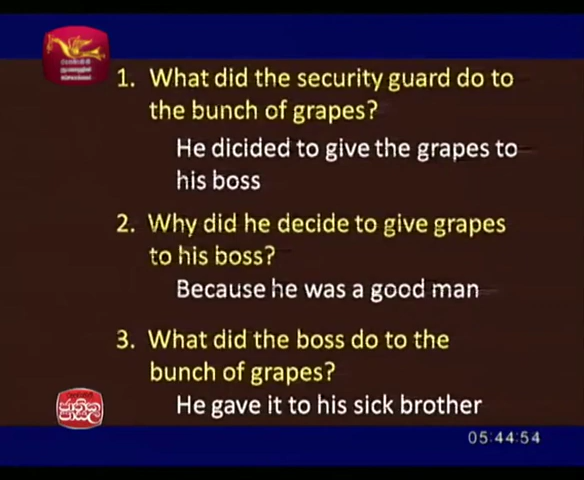 1. What did the security guard do to
the bunch of grapes?
He dicided to give the grapes to
his boss
2. Why did he decide to give grapes
to his boss?
Because he was a good man
3. What did the boss do to the
bunch of grapes?
He gave it to his sick brother
05:44:54